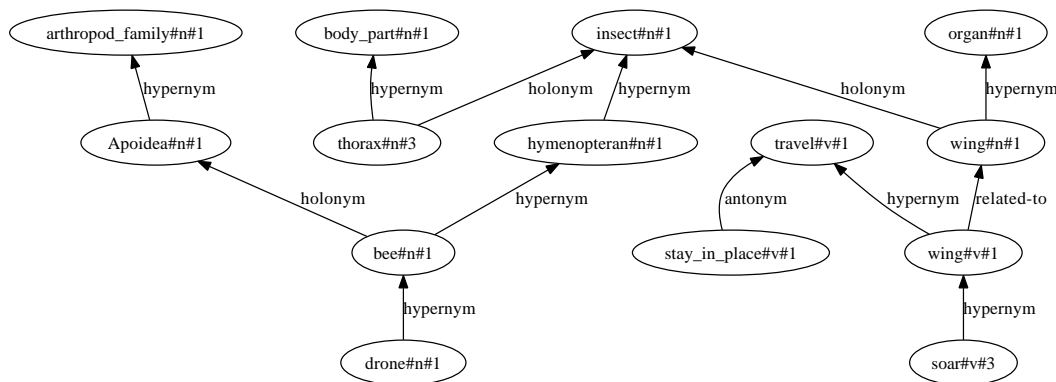 arthropod_family#n#1 body_part#n#1 insect#n#1 organ#n#1
hypernym hypernym holonym hypernym holonym hypernym
Apoidea#n#1 thorax#n#3 hymenopteran#n#1 travel#v#1 wing#n#1
holonym hypernym antonym hypernym related-to
bee#n#1 stay_in_place#v#1 wing#v#1
hypernym hypernym
drone#n#1 soar#v#3